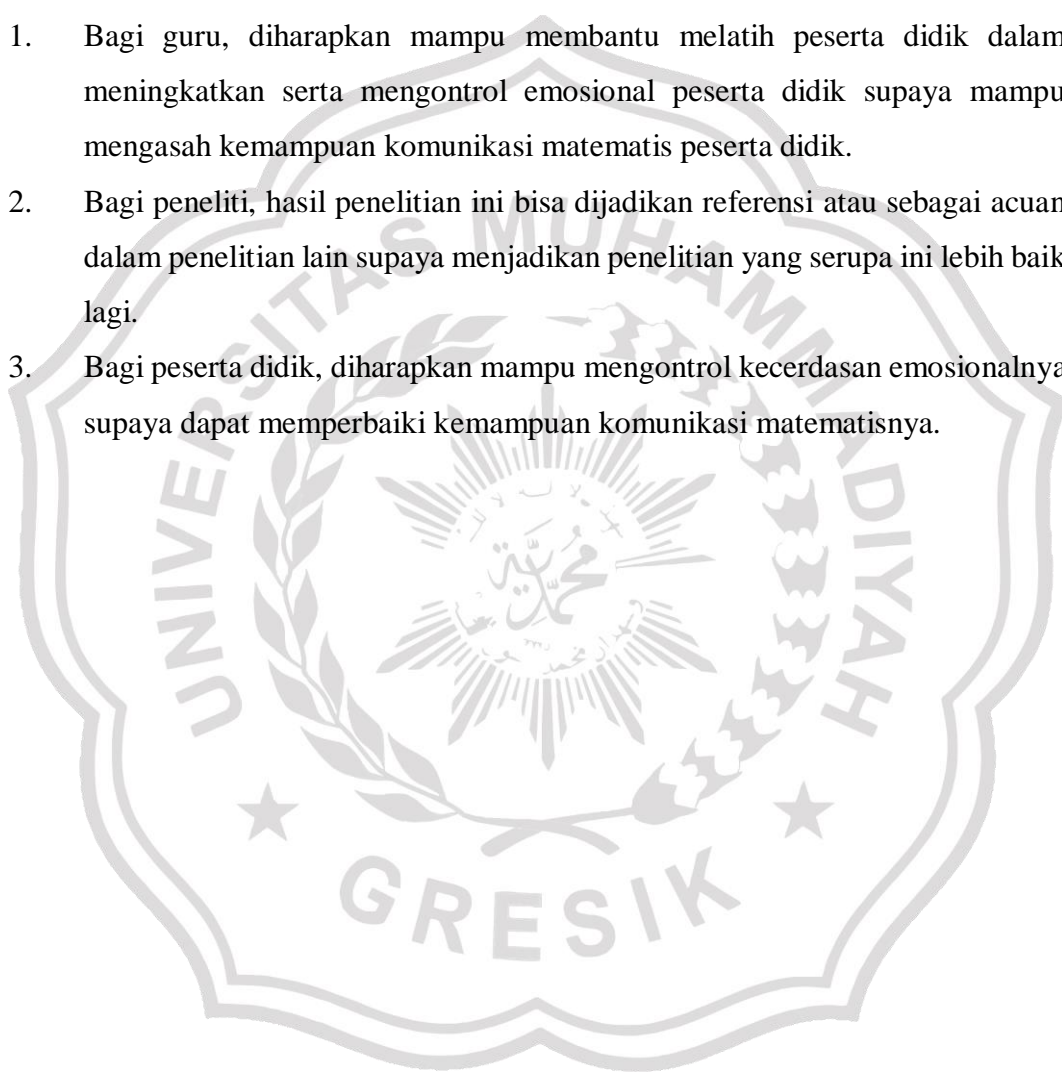 1. Bagi guru, diharapkan mampu membantu melatih peserta didik dalam
meningkatkan serta mengontrol emosional peserta didik supaya mampu
mengasah kemampuan komunikasi matematis peserta didik.
2. Bagi peneliti, hasil penelitian ini bisa dijadikan referensi atau sebagai acuan
dalam penelitian lain supaya menjadikan penelitian yang serupa ini lebih baik
lagi.
3. Bagi peserta didik, diharapkan mampu mengontrol kecerdasan emosionalnya
supaya dapat memperbaiki kemampuan komunikasi matematisnya.
UNIVERSITAS MUHAMMADIYAH
محمدية
GRESIK